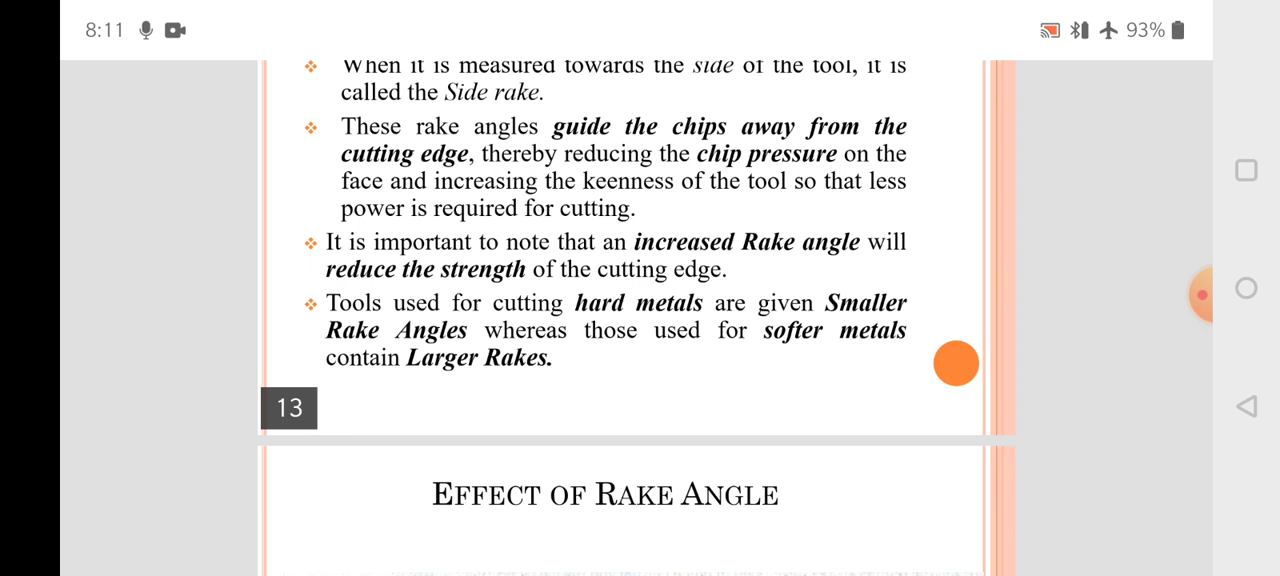 8:11 93%
When it is measured towards the side of the tool, it is
called the Side rake.
These rake angles guide the chips away from the
cutting edge, thereby reducing the chip pressure on the
face and increasing the keenness of the tool so that less
power is required for cutting.
It is important to note that an increased Rake angle will
reduce the strength of the cutting edge.
Tools used for cutting hard metals are given Smaller
Rake Angles whereas those used for softer metals
contain Larger Rakes.
13
EFFECT OF RAKE ANGLE